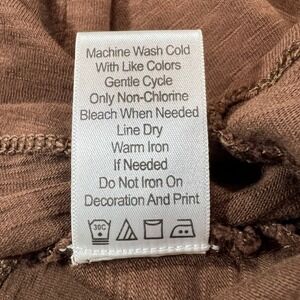 Machine Wash Cold
With Like Colors
Gentle Cycle
Only Non-Chlorine
Bleach When Needed
Line Dry
Warm Iron
If Needed
Do Not Iron On
Decoration And Print
30C